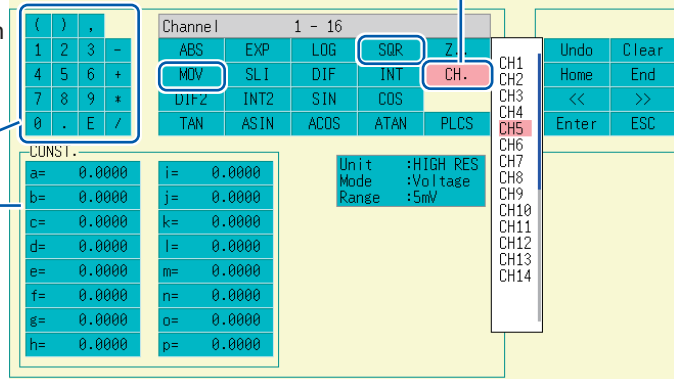 n
( ) ,
1 2 3 -
4 5 6 +
7 8 9 *
0 . E /
Channel 1 - 16
ABS EXP LOG SQR Z..
MOV SLI DIF INT CH.
DIF2 INT2 SIN COS
TAN ASIN ACOS ATAN PLCS
CH1
CH2
CH3
CH4
CH5
CH6
CH7
CH8
CH9
CH10
CH11
CH12
CH13
CH14
Undo Clear
Home End
<< >>
Enter ESC
CONST.
a= 0.0000 i= 0.0000
b= 0.0000 j= 0.0000
c= 0.0000 k= 0.0000
d= 0.0000 l= 0.0000
e= 0.0000 m= 0.0000
f= 0.0000 n= 0.0000
g= 0.0000 o= 0.0000
h= 0.0000 p= 0.0000
Unit :HIGH RES
Mode :Voltage
Range :5mV